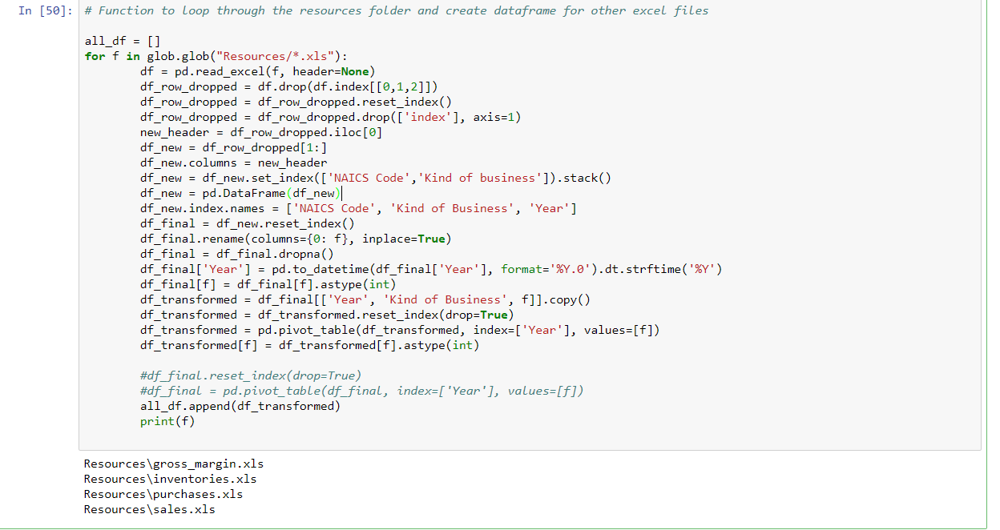 In [50]: # Function to loop through the resources folder and create dataframe for other excel files
all_df = []
for f in glob.glob("Resources/*.xls"):
df = pd.read_excel(f, header=None)
df_row_dropped = df.drop(df.index[[0,1,2]])
df_row_dropped = df_row_dropped.reset_index()
df_row_dropped = df_row_dropped.drop(['index'], axis=1)
new_header = df_row_dropped.iloc[0]
df_new = df_row_dropped[1:]
df_new.columns = new_header
df_new = df_new.set_index(['NAICS Code','Kind of business']).stack()
df_new = pd.DataFrame(df_new)
df_new.index.names = ['NAICS Code', 'Kind of Business', 'Year']
df_final = df_new.reset_index()
df_final.rename(columns={0: f}, inplace=True)
df_final = df_final.dropna()
df_final['Year'] = pd.to_datetime(df_final['Year'], format='%Y.0').dt.strftime('%Y')
df_final[f] = df_final[f].astype(int)
df_transformed = df_final[['Year', 'Kind of Business', f]].copy()
df_transformed = df_transformed.reset_index(drop=True)
df_transformed = pd.pivot_table(df_transformed, index=['Year'], values=[f])
df_transformed[f] = df_transformed[f].astype(int)
#df_final.reset_index(drop=True)
#df_final = pd.pivot_table(df_final, index=['Year'], values=[f])
all_df.append(df_transformed)
print(f)
Resources\gross_margin.xls
Resources\inventories.xls
Resources\purchases.xls
Resources\sales.xls